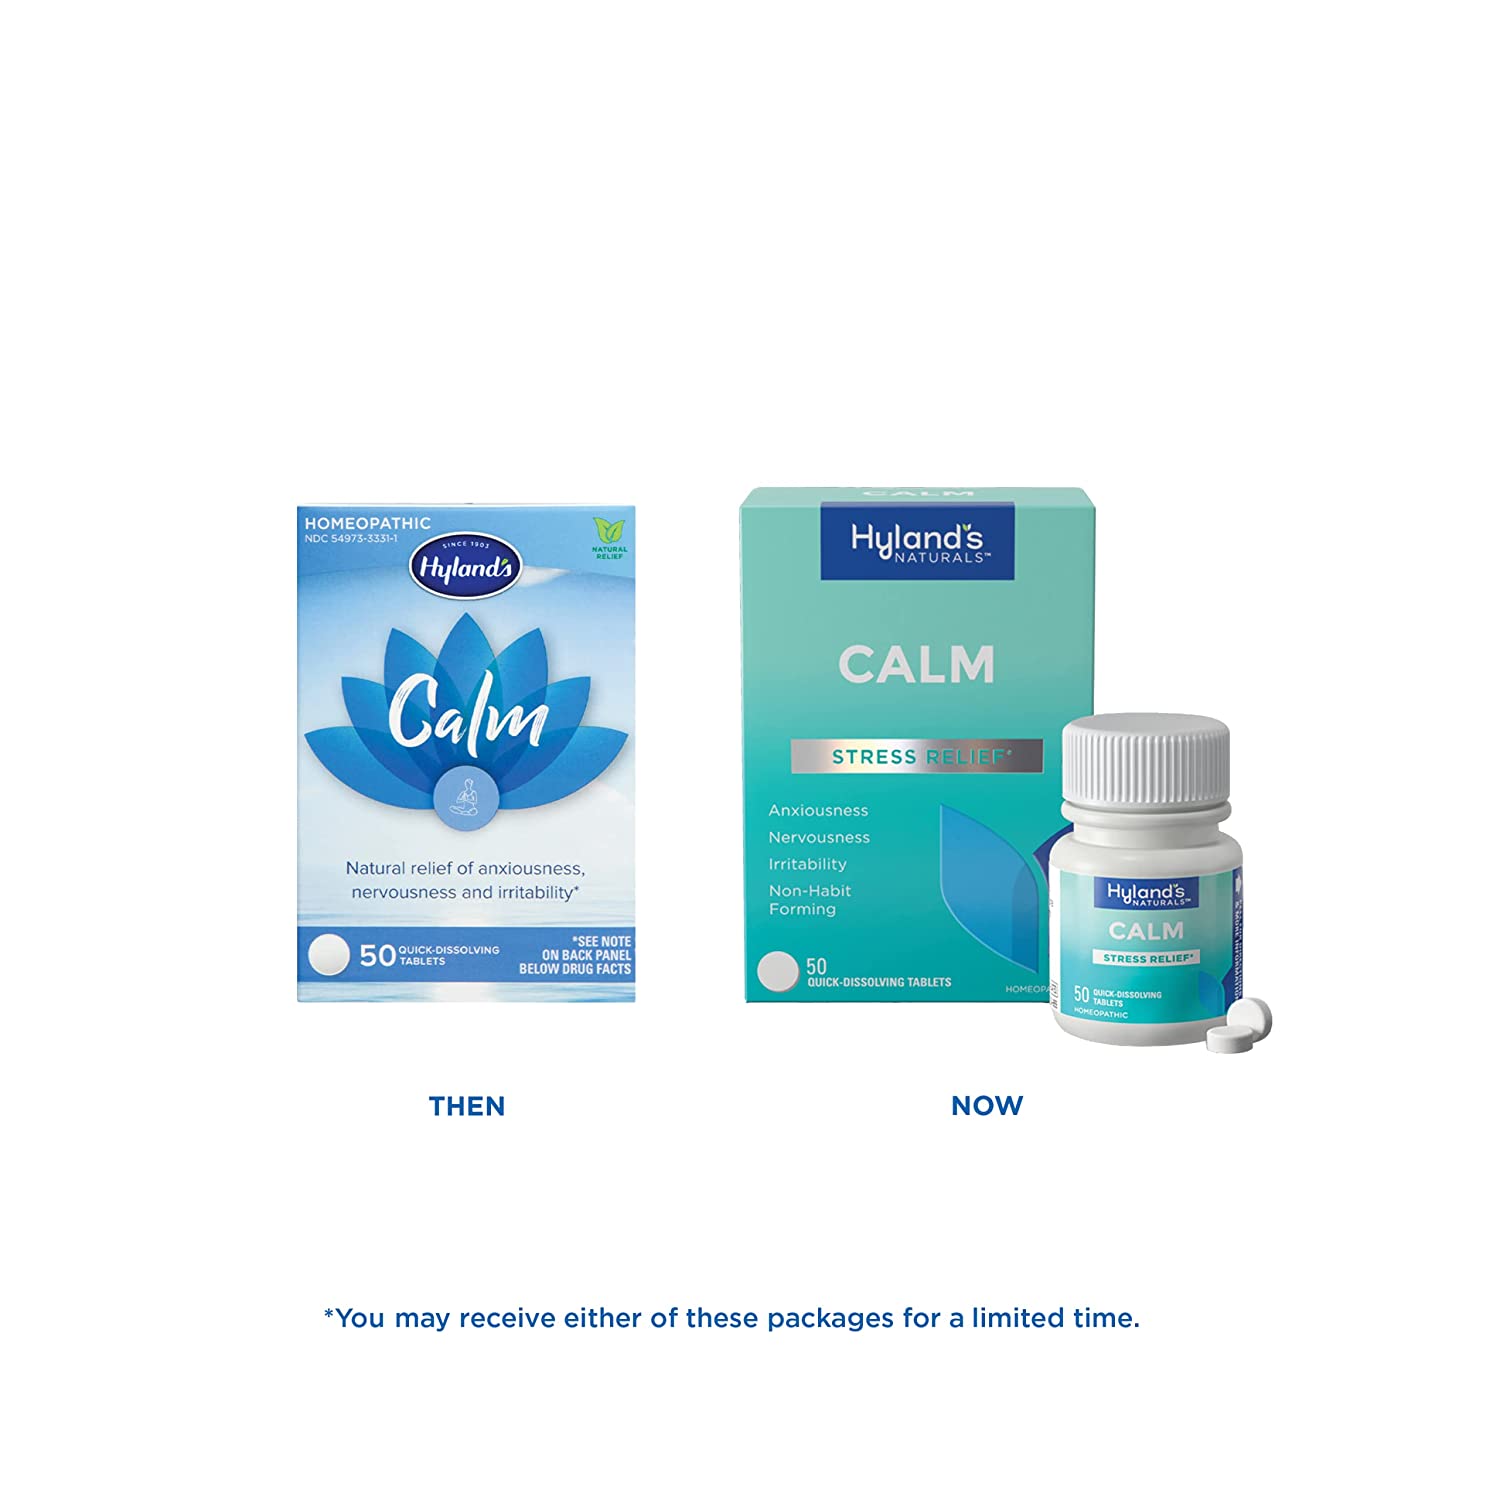 HOMEOPATHIC
NDC 54973-3331-1
SINCE 1903
Hyland's
NATURAL
RELIEF
Calm
Natural relief of anxiousness,
nervousness and irritability*
50 QUICK-DISSOLVING
TABLETS
*SEE NOTE
ON BACK PANEL
BELOW DRUG FACTS
THEN
CALM
Hyland's
NATURALS™
CALM
STRESS RELIEF*
Anxiousness
Nervousness
Irritability
Non-Habit
Forming
50
QUICK-DISSOLVING TABLETS
Hyland's
NATURALS™
CALM
STRESS RELIEF*
50 QUICK-DISSOLVING
TABLETS
HOMEOPATHIC
NOW
*You may receive either of these packages for a limited time.